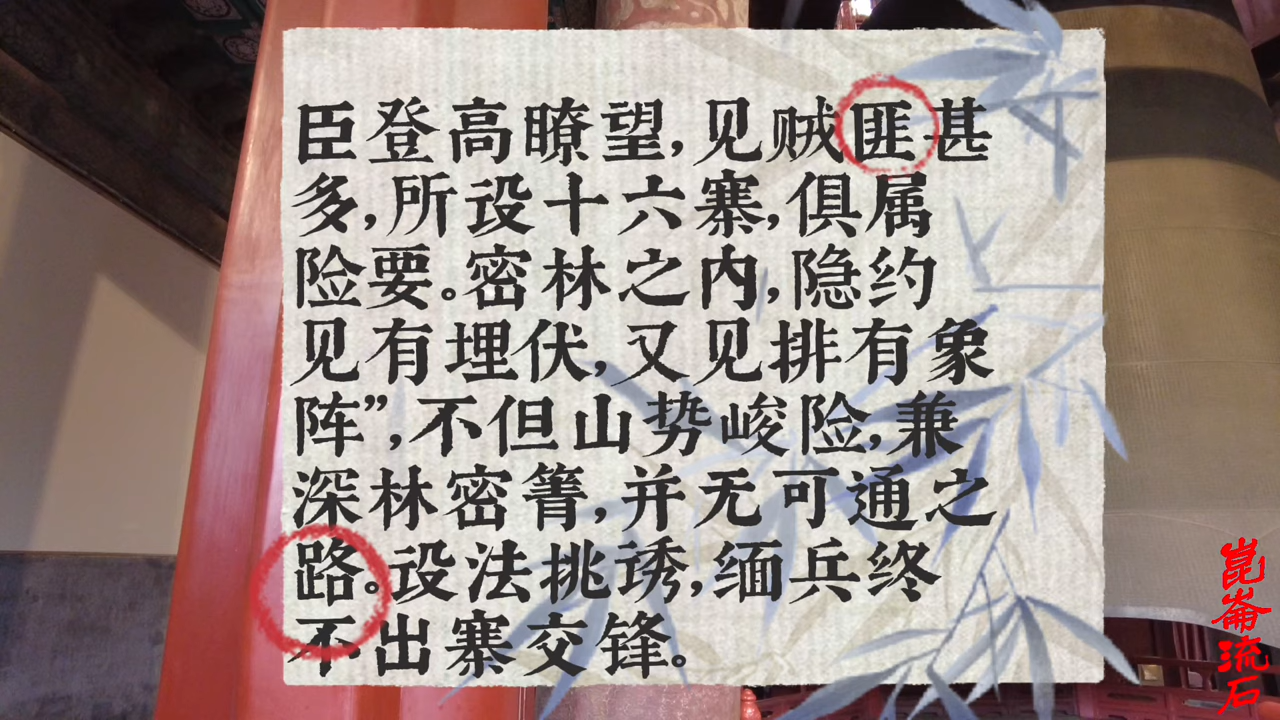 臣登高瞭望,见贼匪甚
多,所设十六寨,俱属
险要。密林之内,隐约
见有埋伏,又见排有象
阵”,不但山势峻险,兼
深林密箐,并无可通之
路。设法挑诱,缅兵终
不出寨交锋。
崑崙流石